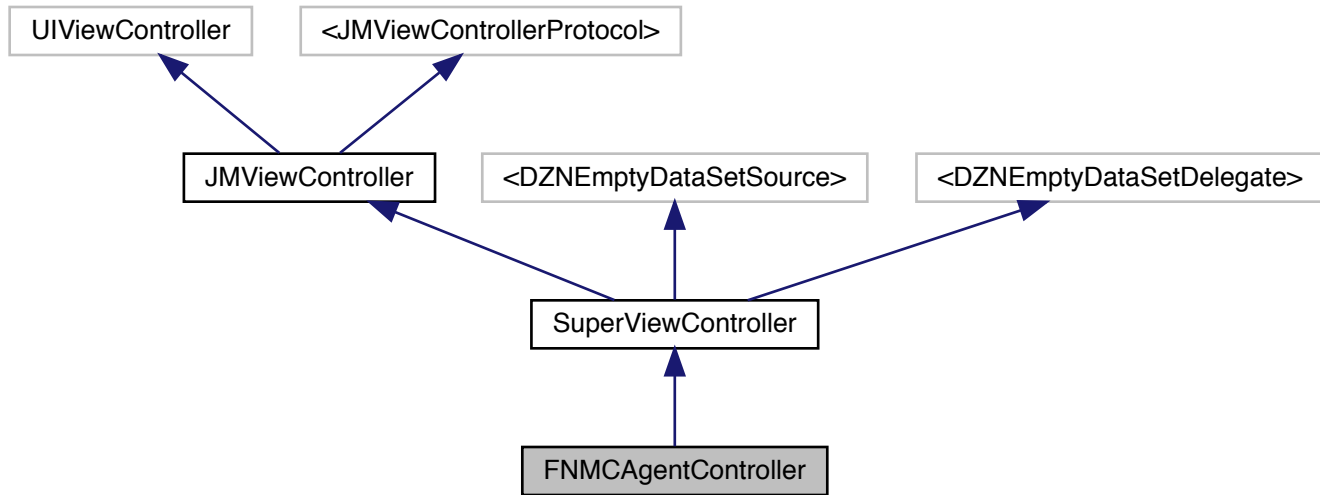 UIViewController
<JMViewControllerProtocol>
JMViewController
<DZNEmptyDataSetSource>
<DZNEmptyDataSetDelegate>
SuperViewController
FNMCAgentController